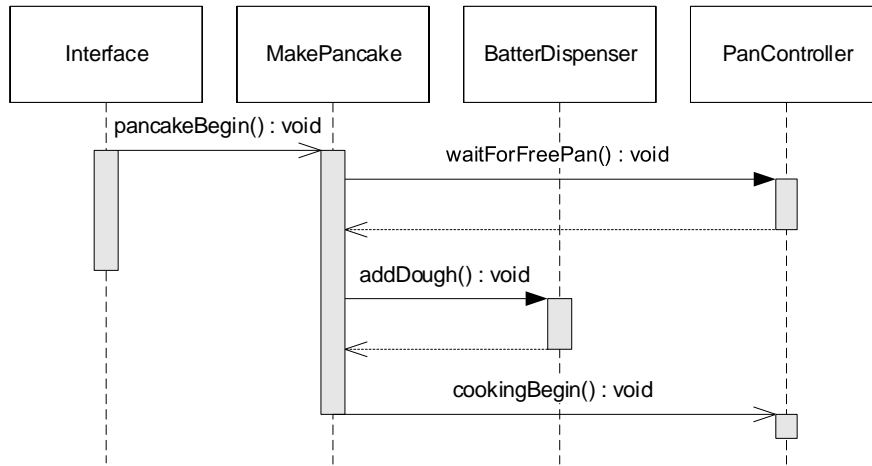 Interface
MakePancake
BatterDispenser
PanController
pancakeBegin() : void
waitForFreePan() : void
addDough() : void
cookingBegin() : void